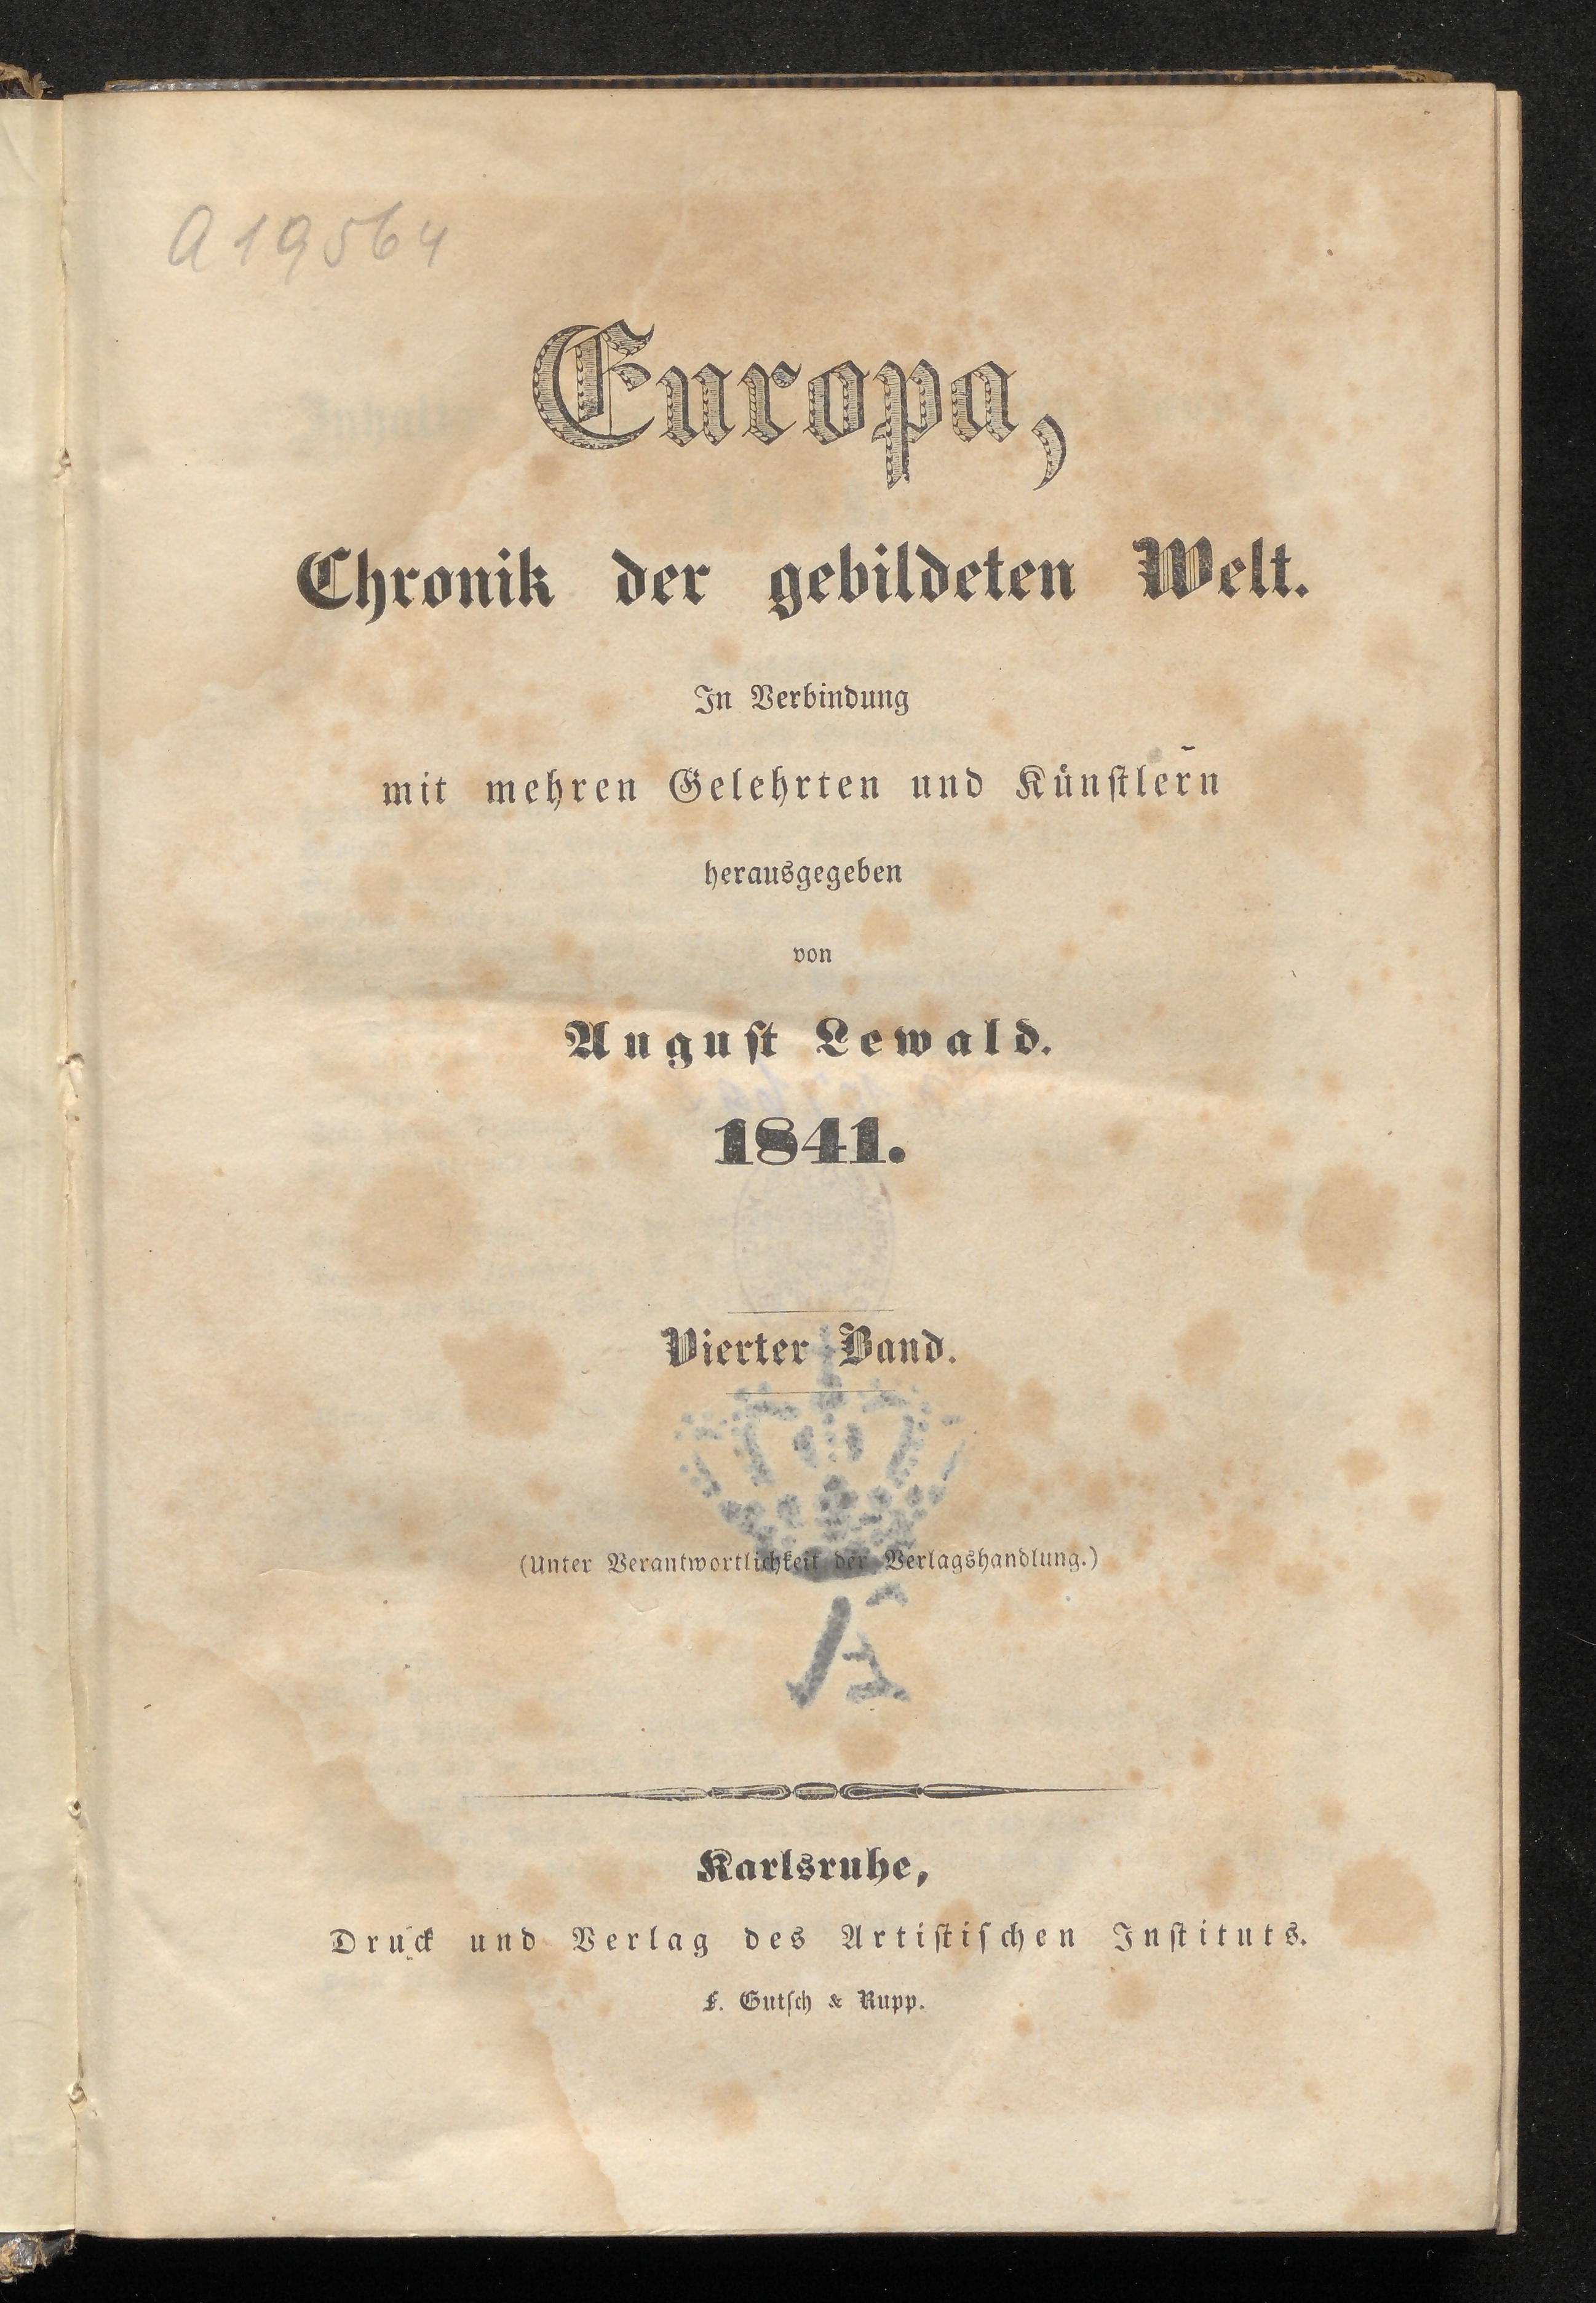 A 19564
Europa,
Chronik der gebildeten Welt.
In Verbindung
mit mehren Gelehrten und Künſtlern
herausgegeben
von
Auguſt Lewald.
1841.
Vierter Band.
(Unter Verantwortlichkeit der Verlagshandlung.)
Karlsruhe,
Druck und Verlag des Artiſtiſchen Inſtituts.
F. Gutſch & Rupp.